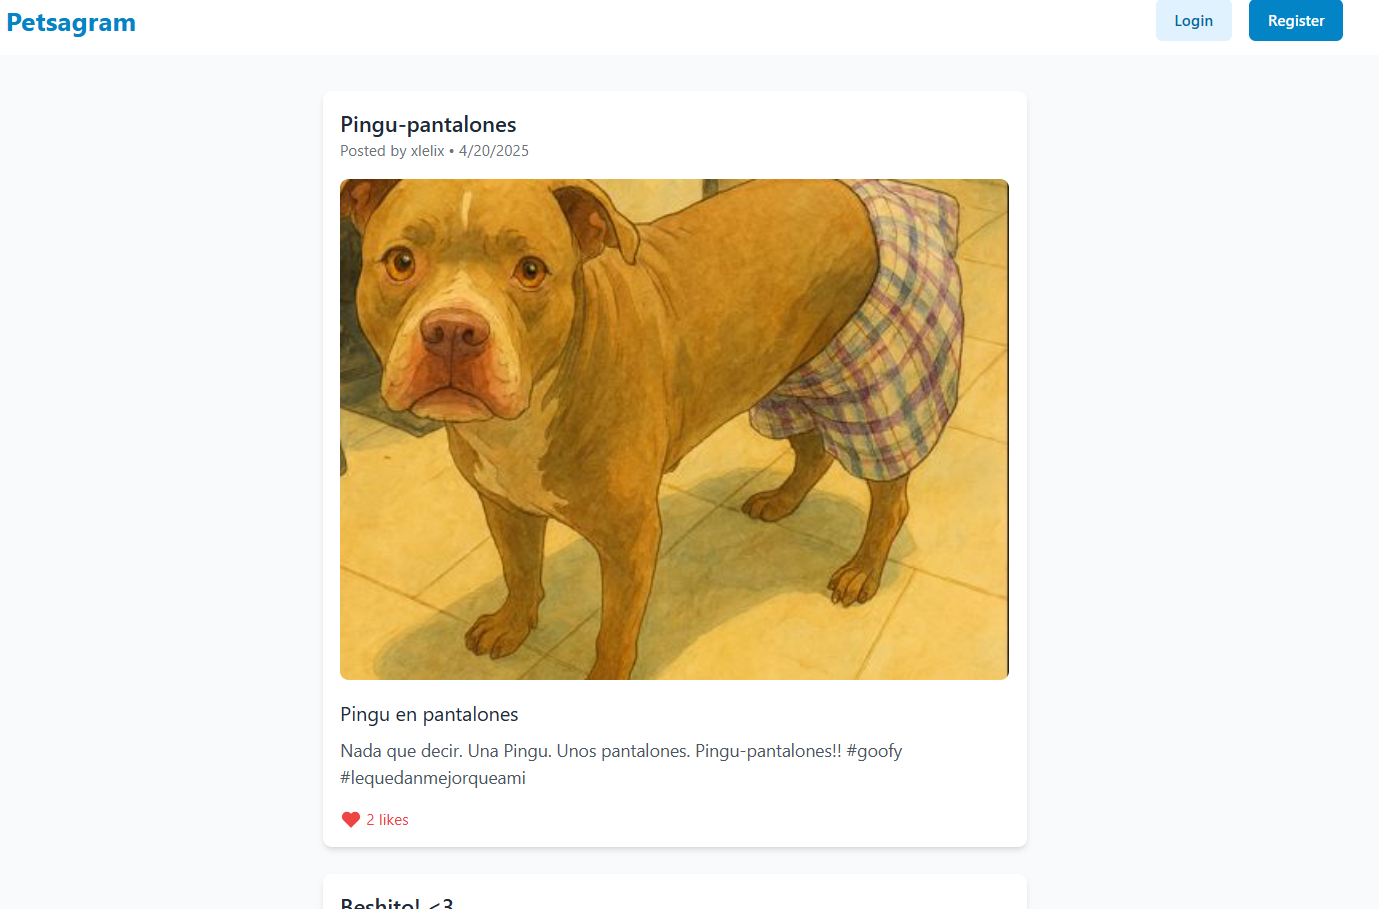 Petsagram
Login
Register
Pingu-pantalones
Posted by xlelix • 4/20/2025
Pingu en pantalones
Nada que decir. Una Pingu. Unos pantalones. Pingu-pantalones!! #goofy
#lequedanmejorqueami
2 likes
Beshito! <3